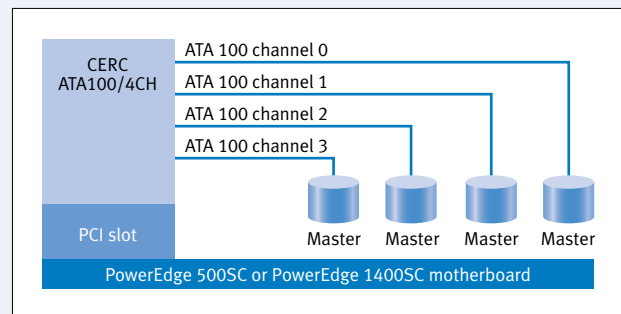 CERC
ATA100/4CH
ATA 100 channel 0
ATA 100 channel 1
ATA 100 channel 2
ATA 100 channel 3
PCI slot
Master Master Master Master
PowerEdge 500SC or PowerEdge 1400SC motherboard